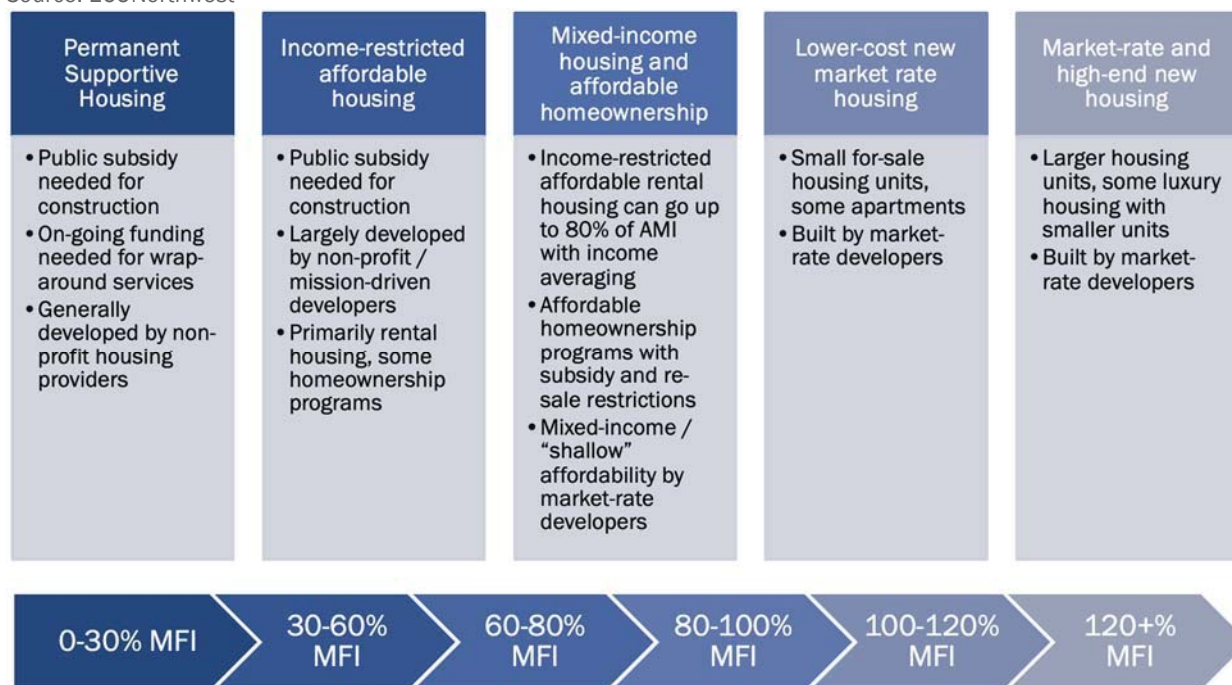 Permanent
Supportive
Housing
• Public subsidy
needed for
construction
• On-going funding
needed for wrap-
around services
• Generally
developed by non-
profit housing
providers
Income-restricted
affordable
housing
• Public subsidy
needed for
construction
• Largely developed
by non-profit /
mission-driven
developers
• Primarily rental
housing, some
homeownership
programs
Mixed-income
housing and
affordable
homeownership
• Income-restricted
affordable rental
housing can go up
to 80% of AMI
with income
averaging
• Affordable
homeownership
programs with
subsidy and re-
sale restrictions
• Mixed-income /
“shallow”
affordability by
market-rate
developers
Lower-cost new
market rate
housing
• Small for-sale
housing units,
some apartments
• Built by market-
rate developers
Market-rate and
high-end new
housing
• Larger housing
units, some luxury
housing with
smaller units
• Built by market-
rate developers
0-30% MFI
30-60%
MFI
60-80%
MFI
80-100%
MFI
100-120%
MFI
120+%
MFI